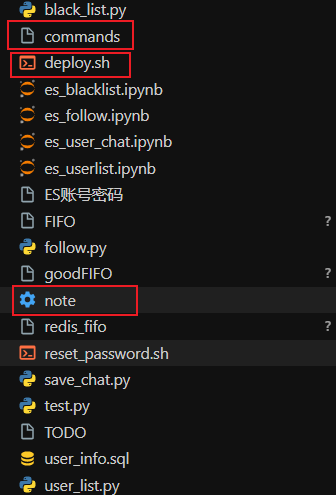 black_list.py
commands
deploy.sh
es_blacklist.ipynb
es_follow.ipynb
es_user_chat.ipynb
es_userlist.ipynb
ES账号密码
FIFO ?
follow.py
goodFIFO ?
note
redis_fifo ?
reset_password.sh
save_chat.py
test.py
TODO
user_info.sql
user_list.py